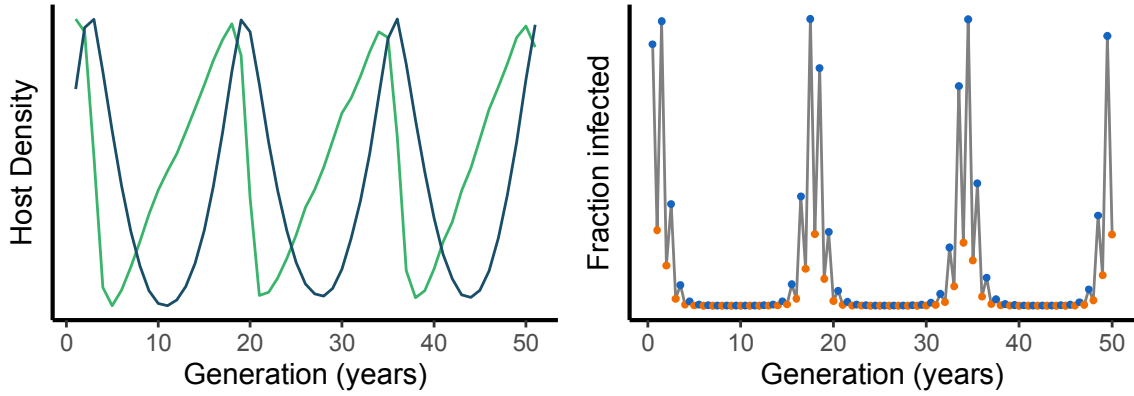 Host Density
0 10 20 30 40 50
Generation (years)
Fraction infected
0 10 20 30 40 50
Generation (years)